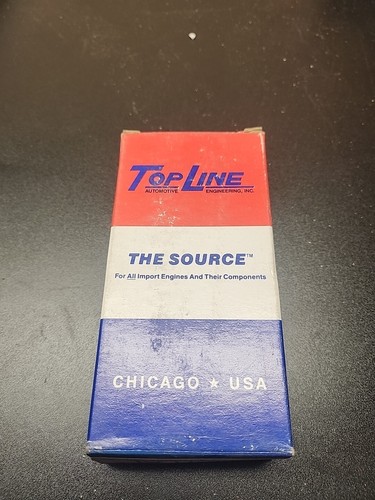 TOPLINE
AUTOMOTIVE ENGINEERING, INC.
THE SOURCE™
For All Import Engines And Their Components
CHICAGO ★ USA